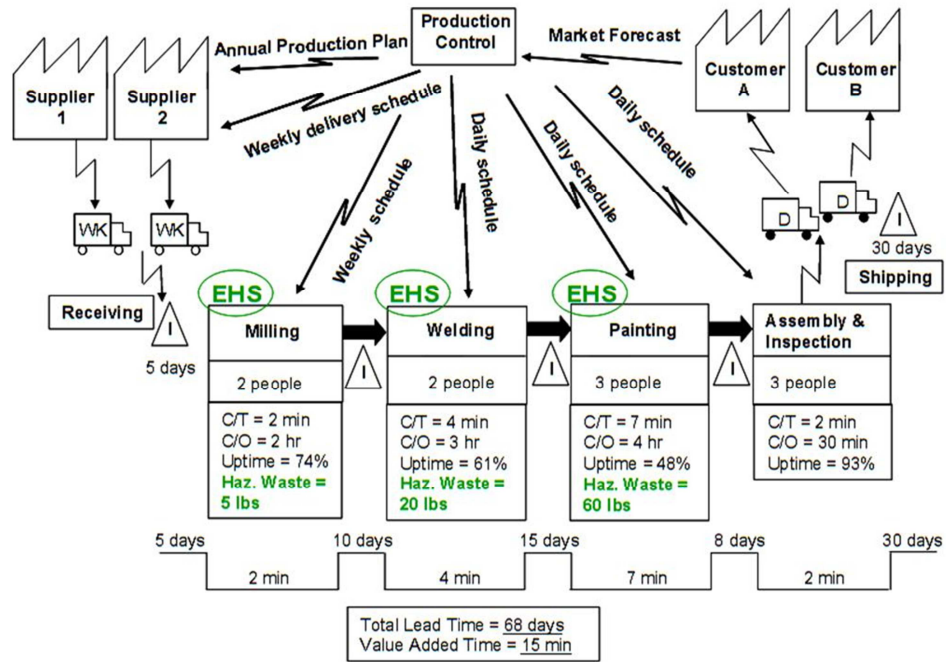 Production
Control
Annual Production Plan
Market Forecast
Supplier
1
Supplier
2
Customer
A
Customer
B
Weekly delivery schedule
Weekly schedule
Daily
schedule
Daily
schedule
Daily
schedule
WK
WK
D
D
I
30 days
Shipping
Receiving
I
5 days
EHS
EHS
EHS
Milling
Welding
Painting
Assembly &
Inspection
I
I
I
2 people
2 people
3 people
3 people
C/T = 2 min
C/O = 2 hr
Uptime = 74%
Haz. Waste =
5 lbs
C/T = 4 min
C/O = 3 hr
Uptime = 61%
Haz. Waste =
20 lbs
C/T = 7 min
C/O = 4 hr
Uptime = 48%
Haz. Waste =
60 lbs
C/T = 2 min
C/O = 30 min
Uptime = 93%
5 days
10 days
15 days
8 days
30 days
2 min
4 min
7 min
2 min
Total Lead Time = 68 days
Value Added Time = 15 min